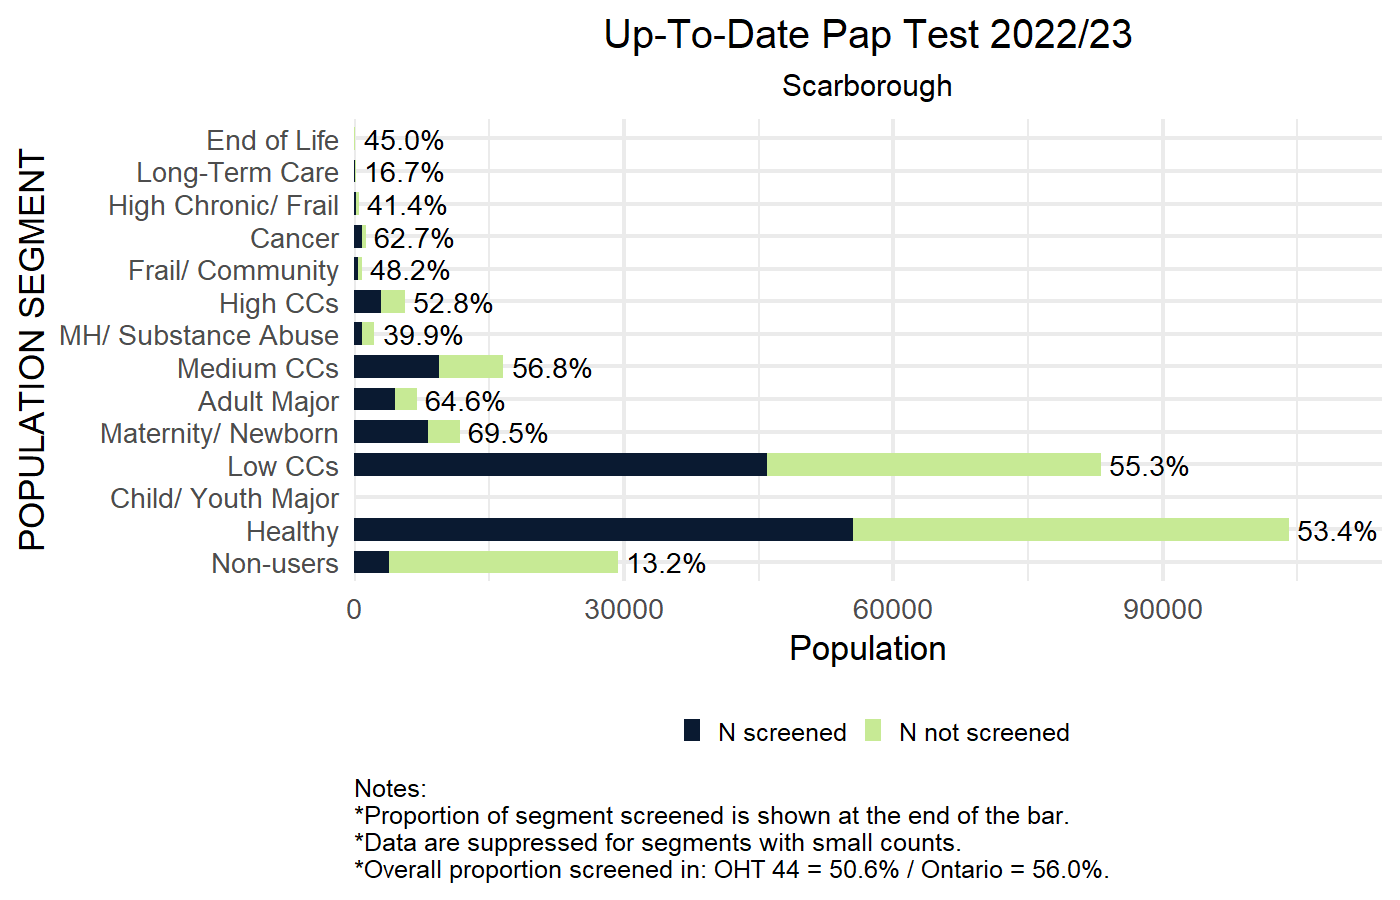 Up-To-Date Pap Test 2022/23
Scarborough
POPULATION SEGMENT
End of Life 45.0%
Long-Term Care 16.7%
High Chronic/ Frail 41.4%
Cancer 62.7%
Frail/ Community 48.2%
High CCs 52.8%
MH/ Substance Abuse 39.9%
Medium CCs 56.8%
Adult Major 64.6%
Maternity/ Newborn 69.5%
Low CCs 55.3%
Child/ Youth Major
Healthy 53.4%
Non-users 13.2%
0 30000 60000 90000
Population
N screened N not screened
Notes:
*Proportion of segment screened is shown at the end of the bar.
*Data are suppressed for segments with small counts.
*Overall proportion screened in: OHT 44 = 50.6% / Ontario = 56.0%.